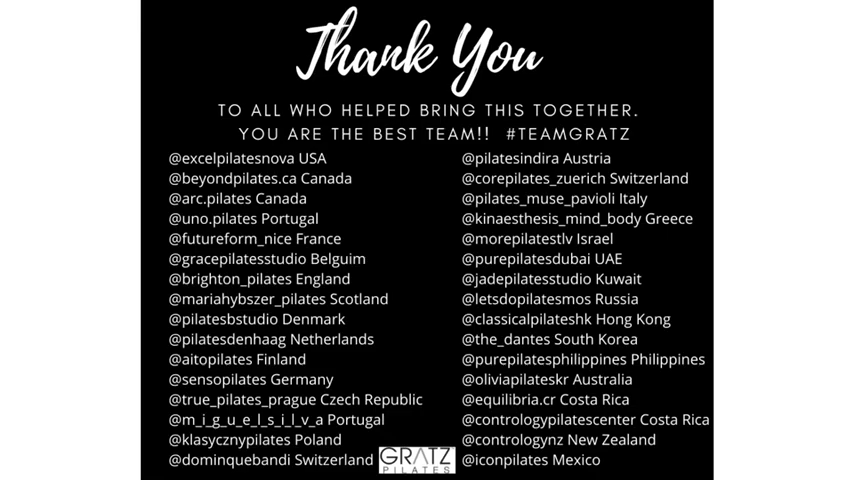 Thank You
TO ALL WHO HELPED BRING THIS TOGETHER.
YOU ARE THE BEST TEAM!! #TEAMGRATZ
@excelpilatesnova USA
@beyondpilates.ca Canada
@arc.pilates Canada
@uno.pilates Portugal
@futureform_nice France
@gracepilatesstudio Belguim
@brighton_pilates England
@mariahybszer_pilates Scotland
@pilatesbstudio Denmark
@pilatesdenhaag Netherlands
@aitopilates Finland
@sensopilates Germany
@true_pilates_prague Czech Republic
@m_i_g_u_e_l_s_i_l_v_a Portugal
@klasycznypilates Poland
@dominquebandi Switzerland
@pilatesindira Austria
@corepilates_zuerich Switzerland
@pilates_muse_pavioli Italy
@kinaesthesis_mind_body Greece
@morepilatestlv Israel
@purepilatesdubai UAE
@jadepilatesstudio Kuwait
@letsdopilatesmos Russia
@classicalpilateshk Hong Kong
@the_dantes South Korea
@purepilatesphilippines Philippines
@oliviapilateskr Australia
@equilibria.cr Costa Rica
@contrologypilatescenter Costa Rica
@contrologynz New Zealand
@iconpilates Mexico
GRATZ
PILATES